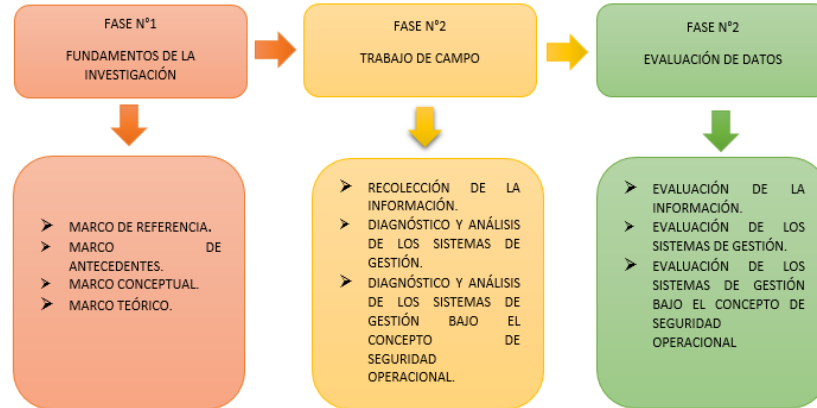 FASE N°1
FUNDAMENTOS DE LA
INVESTIGACIÓN
FASE N°2
TRABAJO DE CAMPO
FASE N°2
EVALUACIÓN DE DATOS
➢ MARCO DE REFERENCIA.
➢ MARCO DE
ANTECEDENTES.
➢ MARCO CONCEPTUAL.
➢ MARCO TEÓRICO.
➢ RECOLECCIÓN DE LA
INFORMACIÓN.
➢ DIAGNÓSTICO Y ANÁLISIS
DE LOS SISTEMAS DE
GESTIÓN.
➢ DIAGNÓSTICO Y ANÁLISIS
DE LOS SISTEMAS DE
GESTIÓN BAJO EL
CONCEPTO DE
SEGURIDAD
OPERACIONAL.
➢ EVALUACIÓN DE LA
INFORMACIÓN.
➢ EVALUACIÓN DE LOS
SISTEMAS DE GESTIÓN.
➢ EVALUACIÓN DE LOS
SISTEMAS DE GESTIÓN
BAJO EL CONCEPTO DE
SEGURIDAD
OPERACIONAL